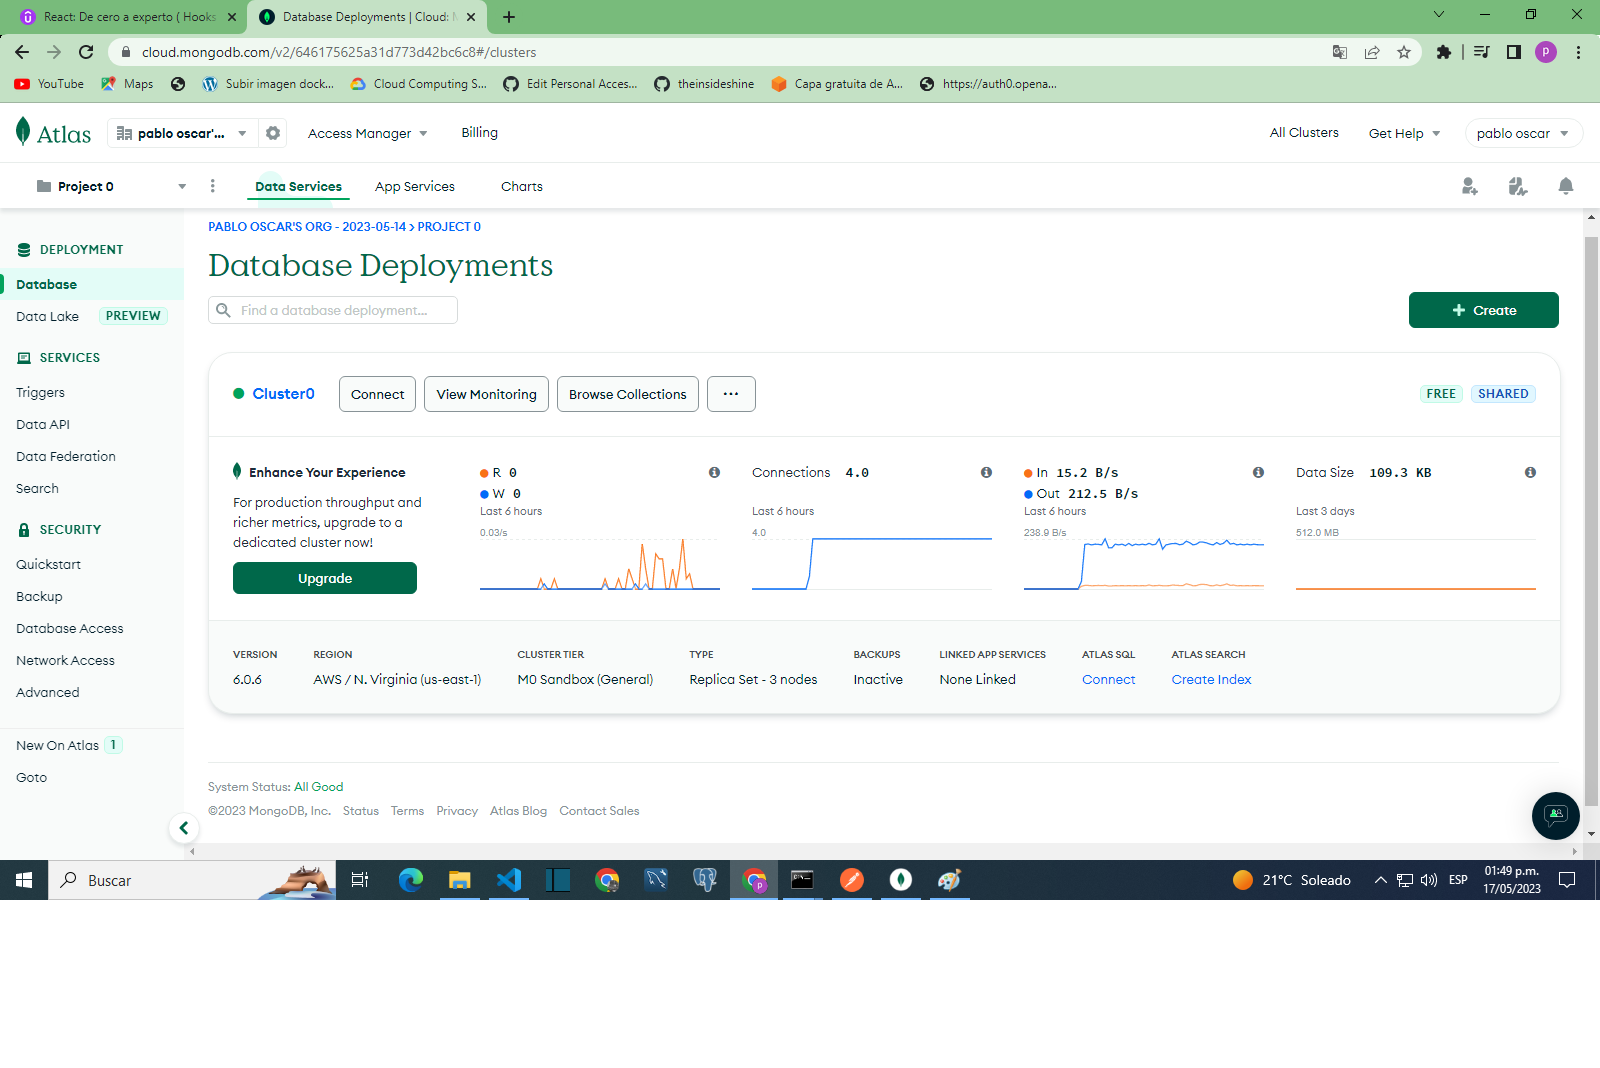 React: De cero a experto ( Hooks
Database Deployments | Cloud: M
cloud.mongodb.com/v2/646175625a31d773d42bc6c8#/clusters
P
YouTube
Maps
Subir imagen dock...
Cloud Computing S...
Edit Personal Acces...
theinsideshine
Capa gratuita de A...
https://auth0.opena...
Atlas
pablo oscar'...
Access Manager
Billing
All Clusters
Get Help
pablo oscar
Project 0
Data Services
App Services
Charts
DEPLOYMENT
Database
Data Lake
PREVIEW
SERVICES
Triggers
Data API
Data Federation
Search
SECURITY
Quickstart
Backup
Database Access
Network Access
Advanced
New On Atlas 1
Goto
PABLO OSCAR'S ORG - 2023-05-14 > PROJECT 0
Database Deployments
Find a database deployment...
+ Create
Cluster0
Connect
View Monitoring
Browse Collections
...
FREE
SHARED
Enhance Your Experience
For production throughput and
richer metrics, upgrade to a
dedicated cluster now!
Upgrade
R 0
W 0
Last 6 hours
0.03/s
Connections 4.0
Last 6 hours
4.0
In 15.2 B/s
Out 212.5 B/s
Last 6 hours
238.9 B/s
Data Size 109.3 KB
Last 3 days
512.0 MB
VERSION
6.0.6
REGION
AWS / N. Virginia (us-east-1)
CLUSTER TIER
M0 Sandbox (General)
TYPE
Replica Set - 3 nodes
BACKUPS
Inactive
LINKED APP SERVICES
None Linked
ATLAS SQL
Connect
ATLAS SEARCH
Create Index
System Status: All Good
©2023 MongoDB, Inc. Status Terms Privacy Atlas Blog Contact Sales
Buscar
21°C Soleado
ESP
01:49 p.m.
17/05/2023